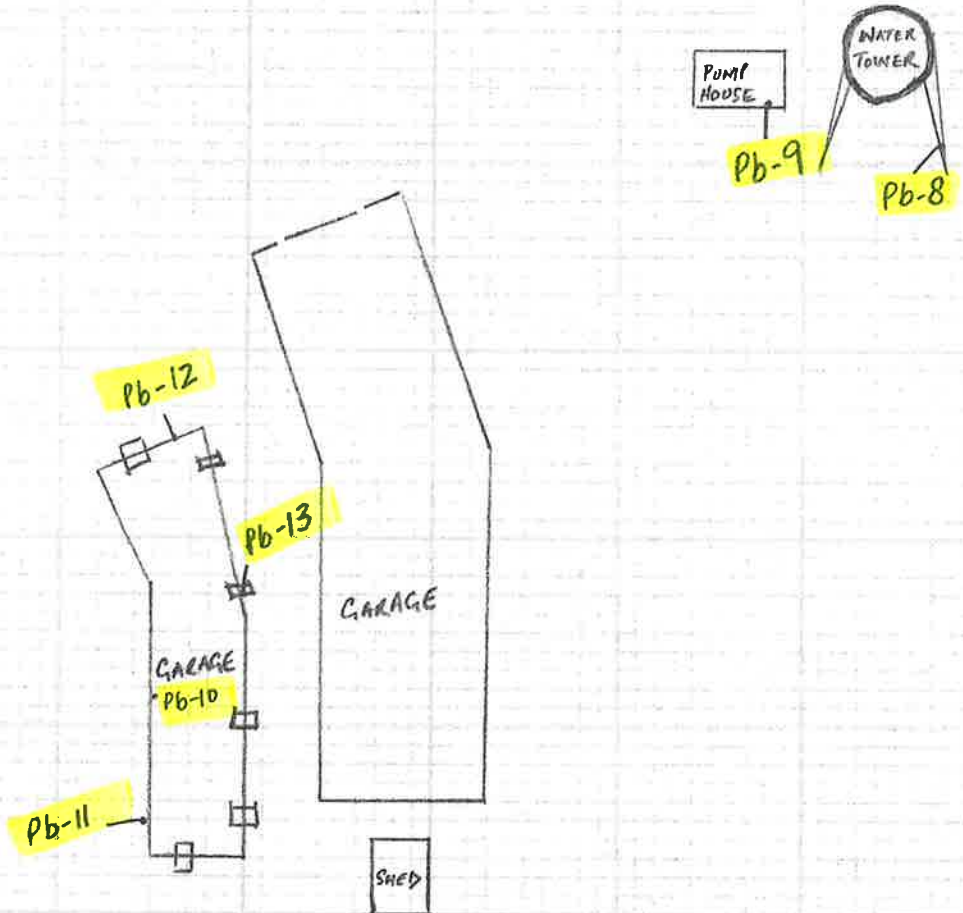 WATER
TOWER
PUMP
HOUSE
Pb-9
Pb-8
Pb-12
Pb-13
GARAGE
GARAGE
Pb-10
Pb-11
SHED